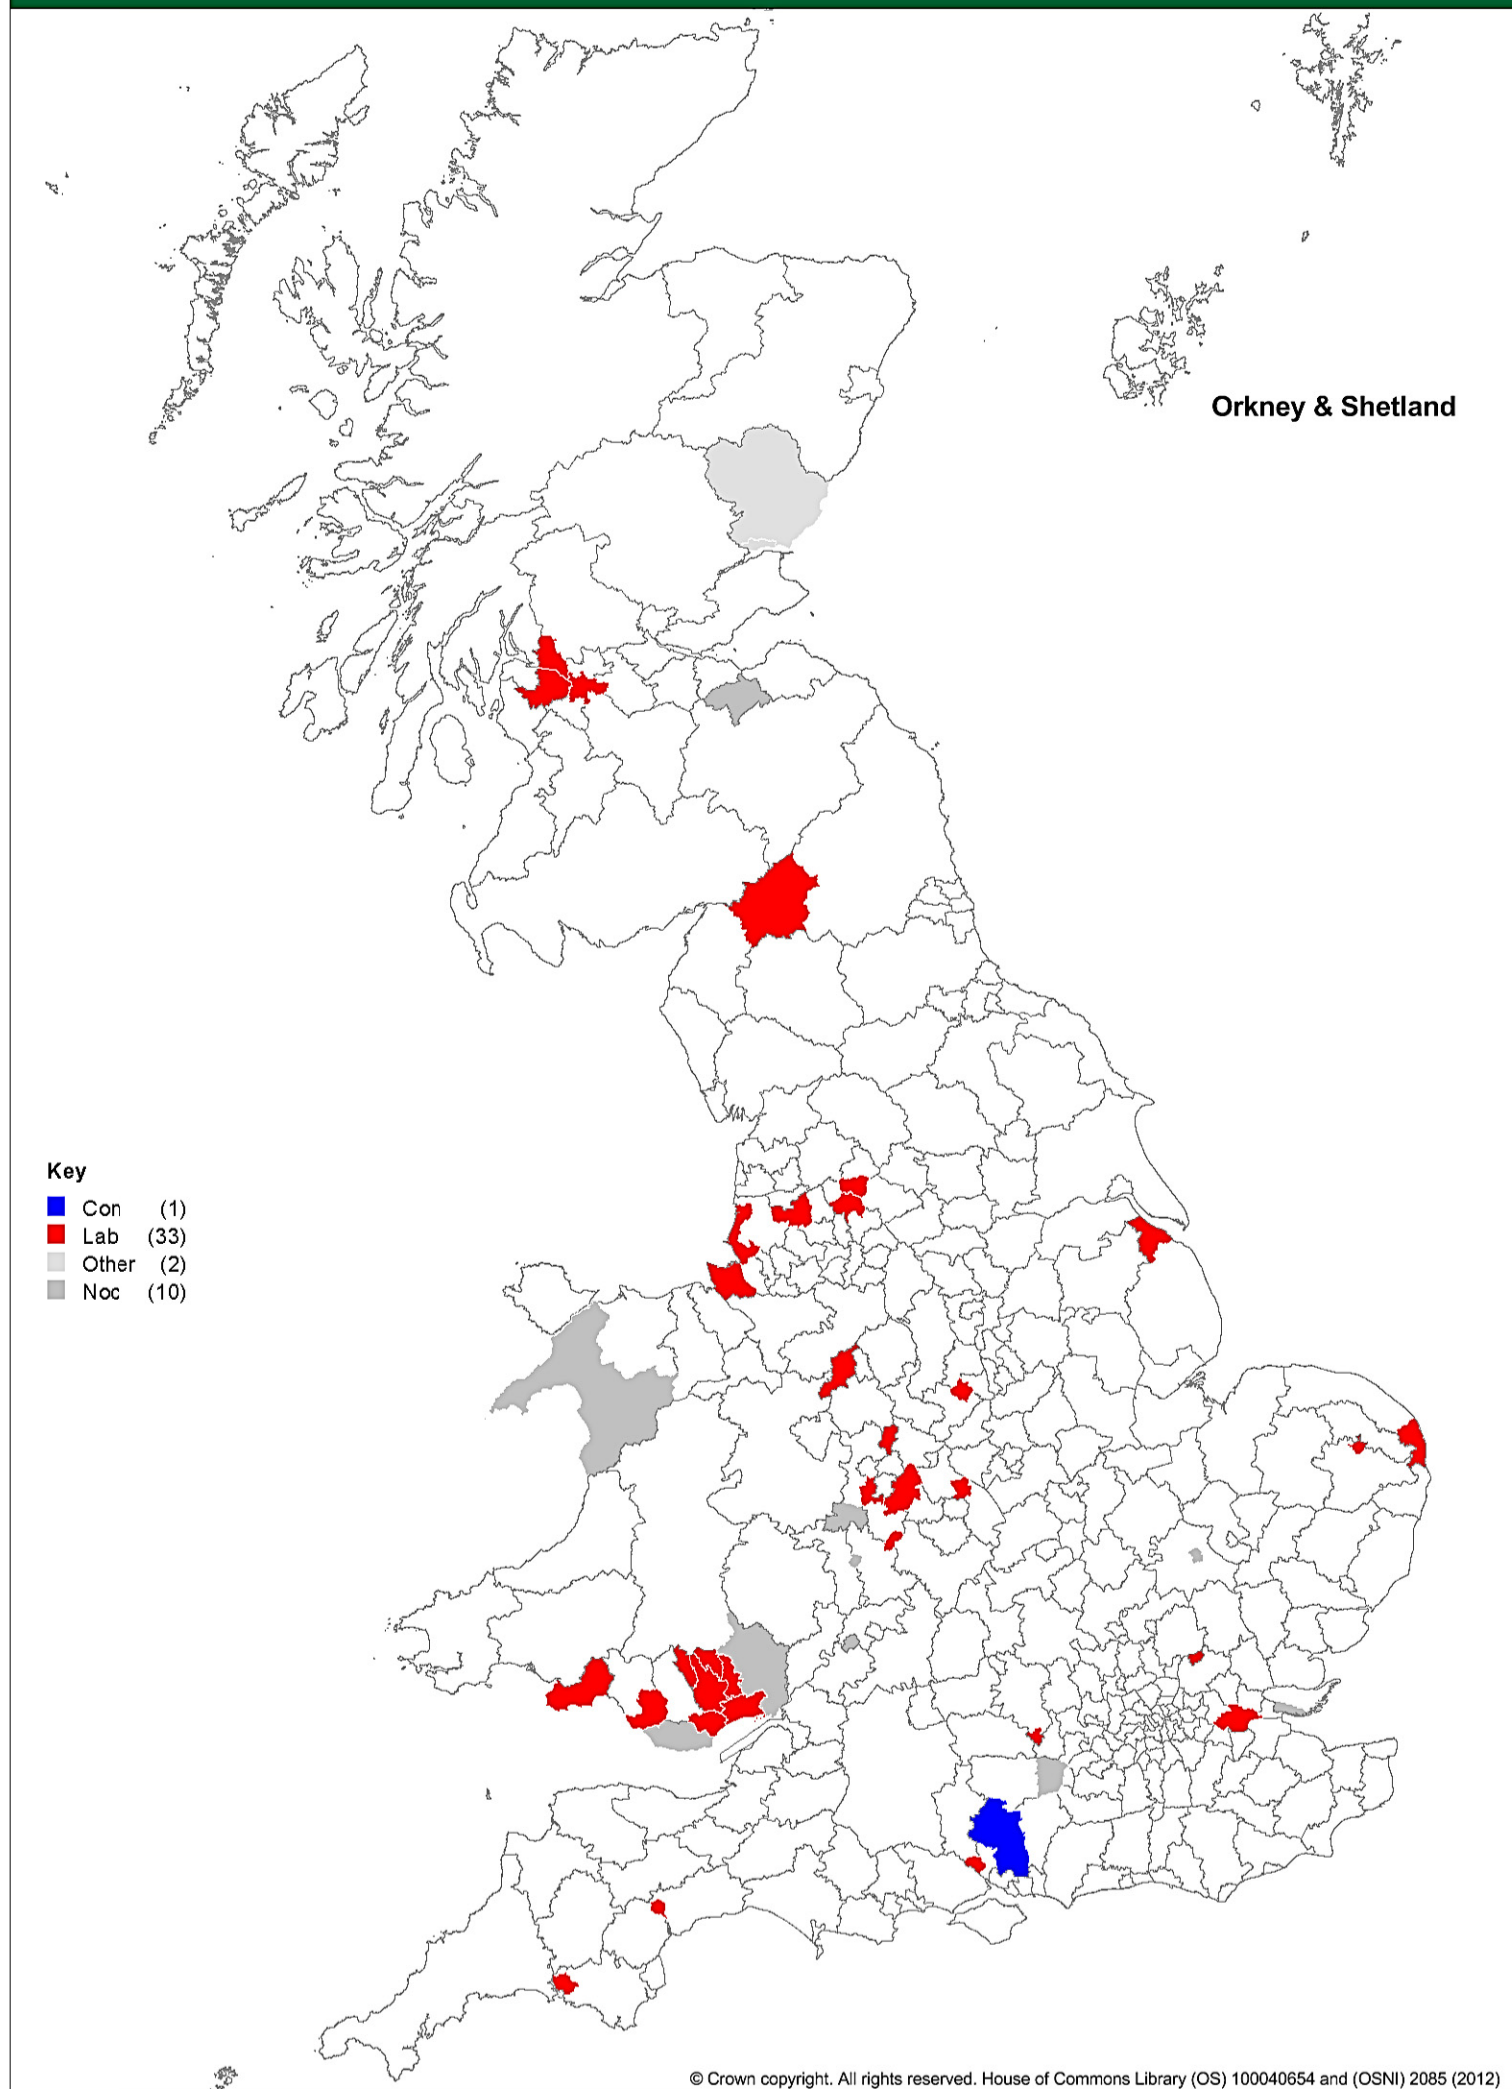 Orkney & Shetland
Key
Con (1)
Lab (33)
Other (2)
Noc (10)
© Crown copyright. All rights reserved. House of Commons Library (OS) 100040654 and (OSNI) 2085 (2012)